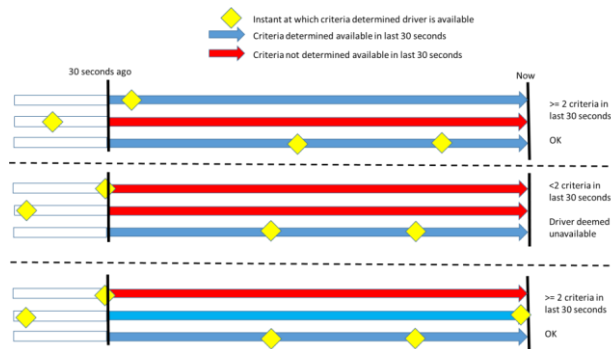 Instant at which criteria determined driver is available
Criteria determined available in last 30 seconds
Criteria not determined available in last 30 seconds
30 seconds ago
Now
>= 2 criteria in
last 30 seconds
OK
<2 criteria in
last 30 seconds
Driver deemed
unavailable
>= 2 criteria in
last 30 seconds
OK